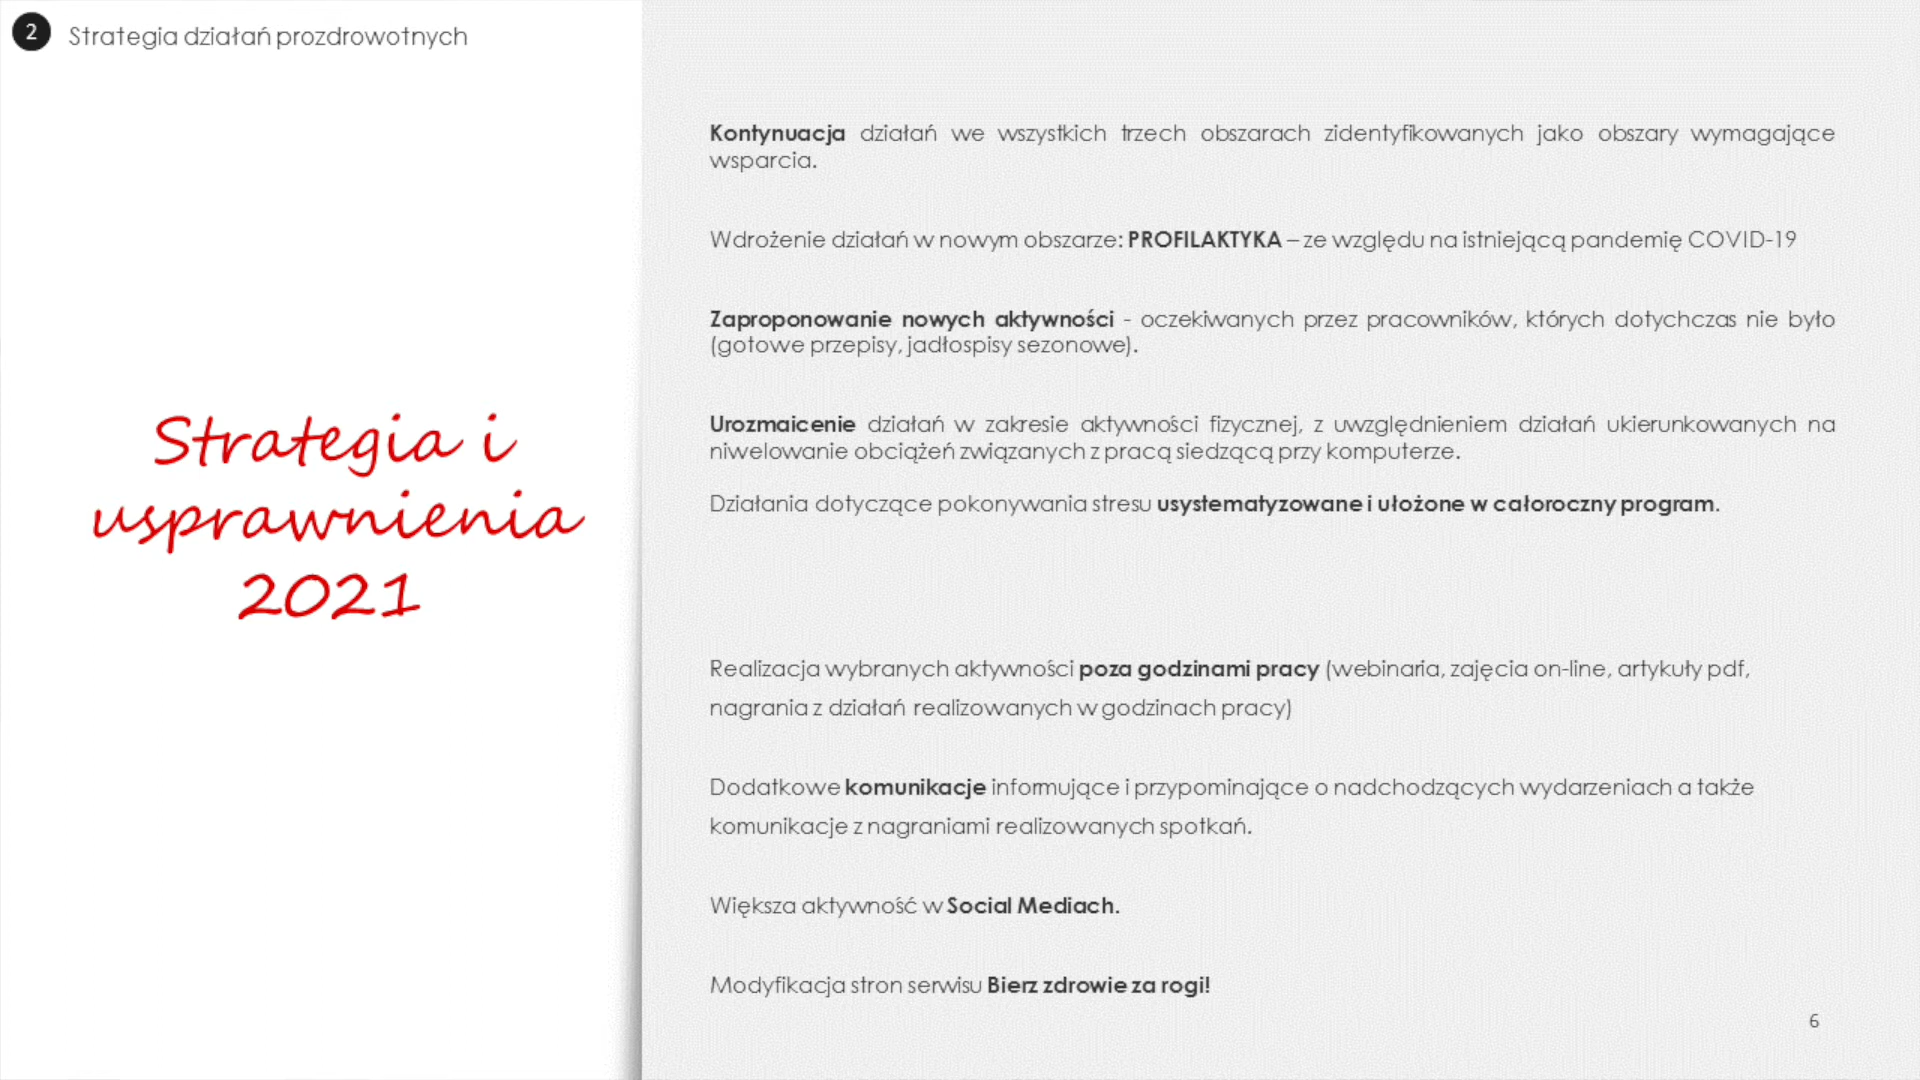 2
Strategia działań prozdrowotnych
Strategia i
usprawnienia
2021
Kontynuacja działań we wszystkich trzech obszarach zidentyfikowanych jako obszary wymagające
wsparcia.
Wdrożenie działań w nowym obszarze: PROFILAKTYKA – ze względu na istniejącą pandemię COVID-19
Zaproponowanie nowych aktywności - oczekiwanych przez pracowników, których dotychczas nie było
(gotowe przepisy, jadłospisy sezonowe).
Urozmaicenie działań w zakresie aktywności fizycznej, z uwzględnieniem działań ukierunkowanych na
niwelowanie obciążeń związanych z pracą siedzącą przy komputerze.
Działania dotyczące pokonywania stresu usystematyzowane i ułożone w całoroczny program.
Realizacja wybranych aktywności poza godzinami pracy (webinaria, zajęcia on-line, artykuły pdf,
nagrania z działań realizowanych w godzinach pracy)
Dodatkowe komunikacje informujące i przypominające o nadchodzących wydarzeniach a także
komunikacje z nagraniami realizowanych spotkań.
Większa aktywność w Social Mediach.
Modyfikacja stron serwisu Bierz zdrowie za rogi!
6